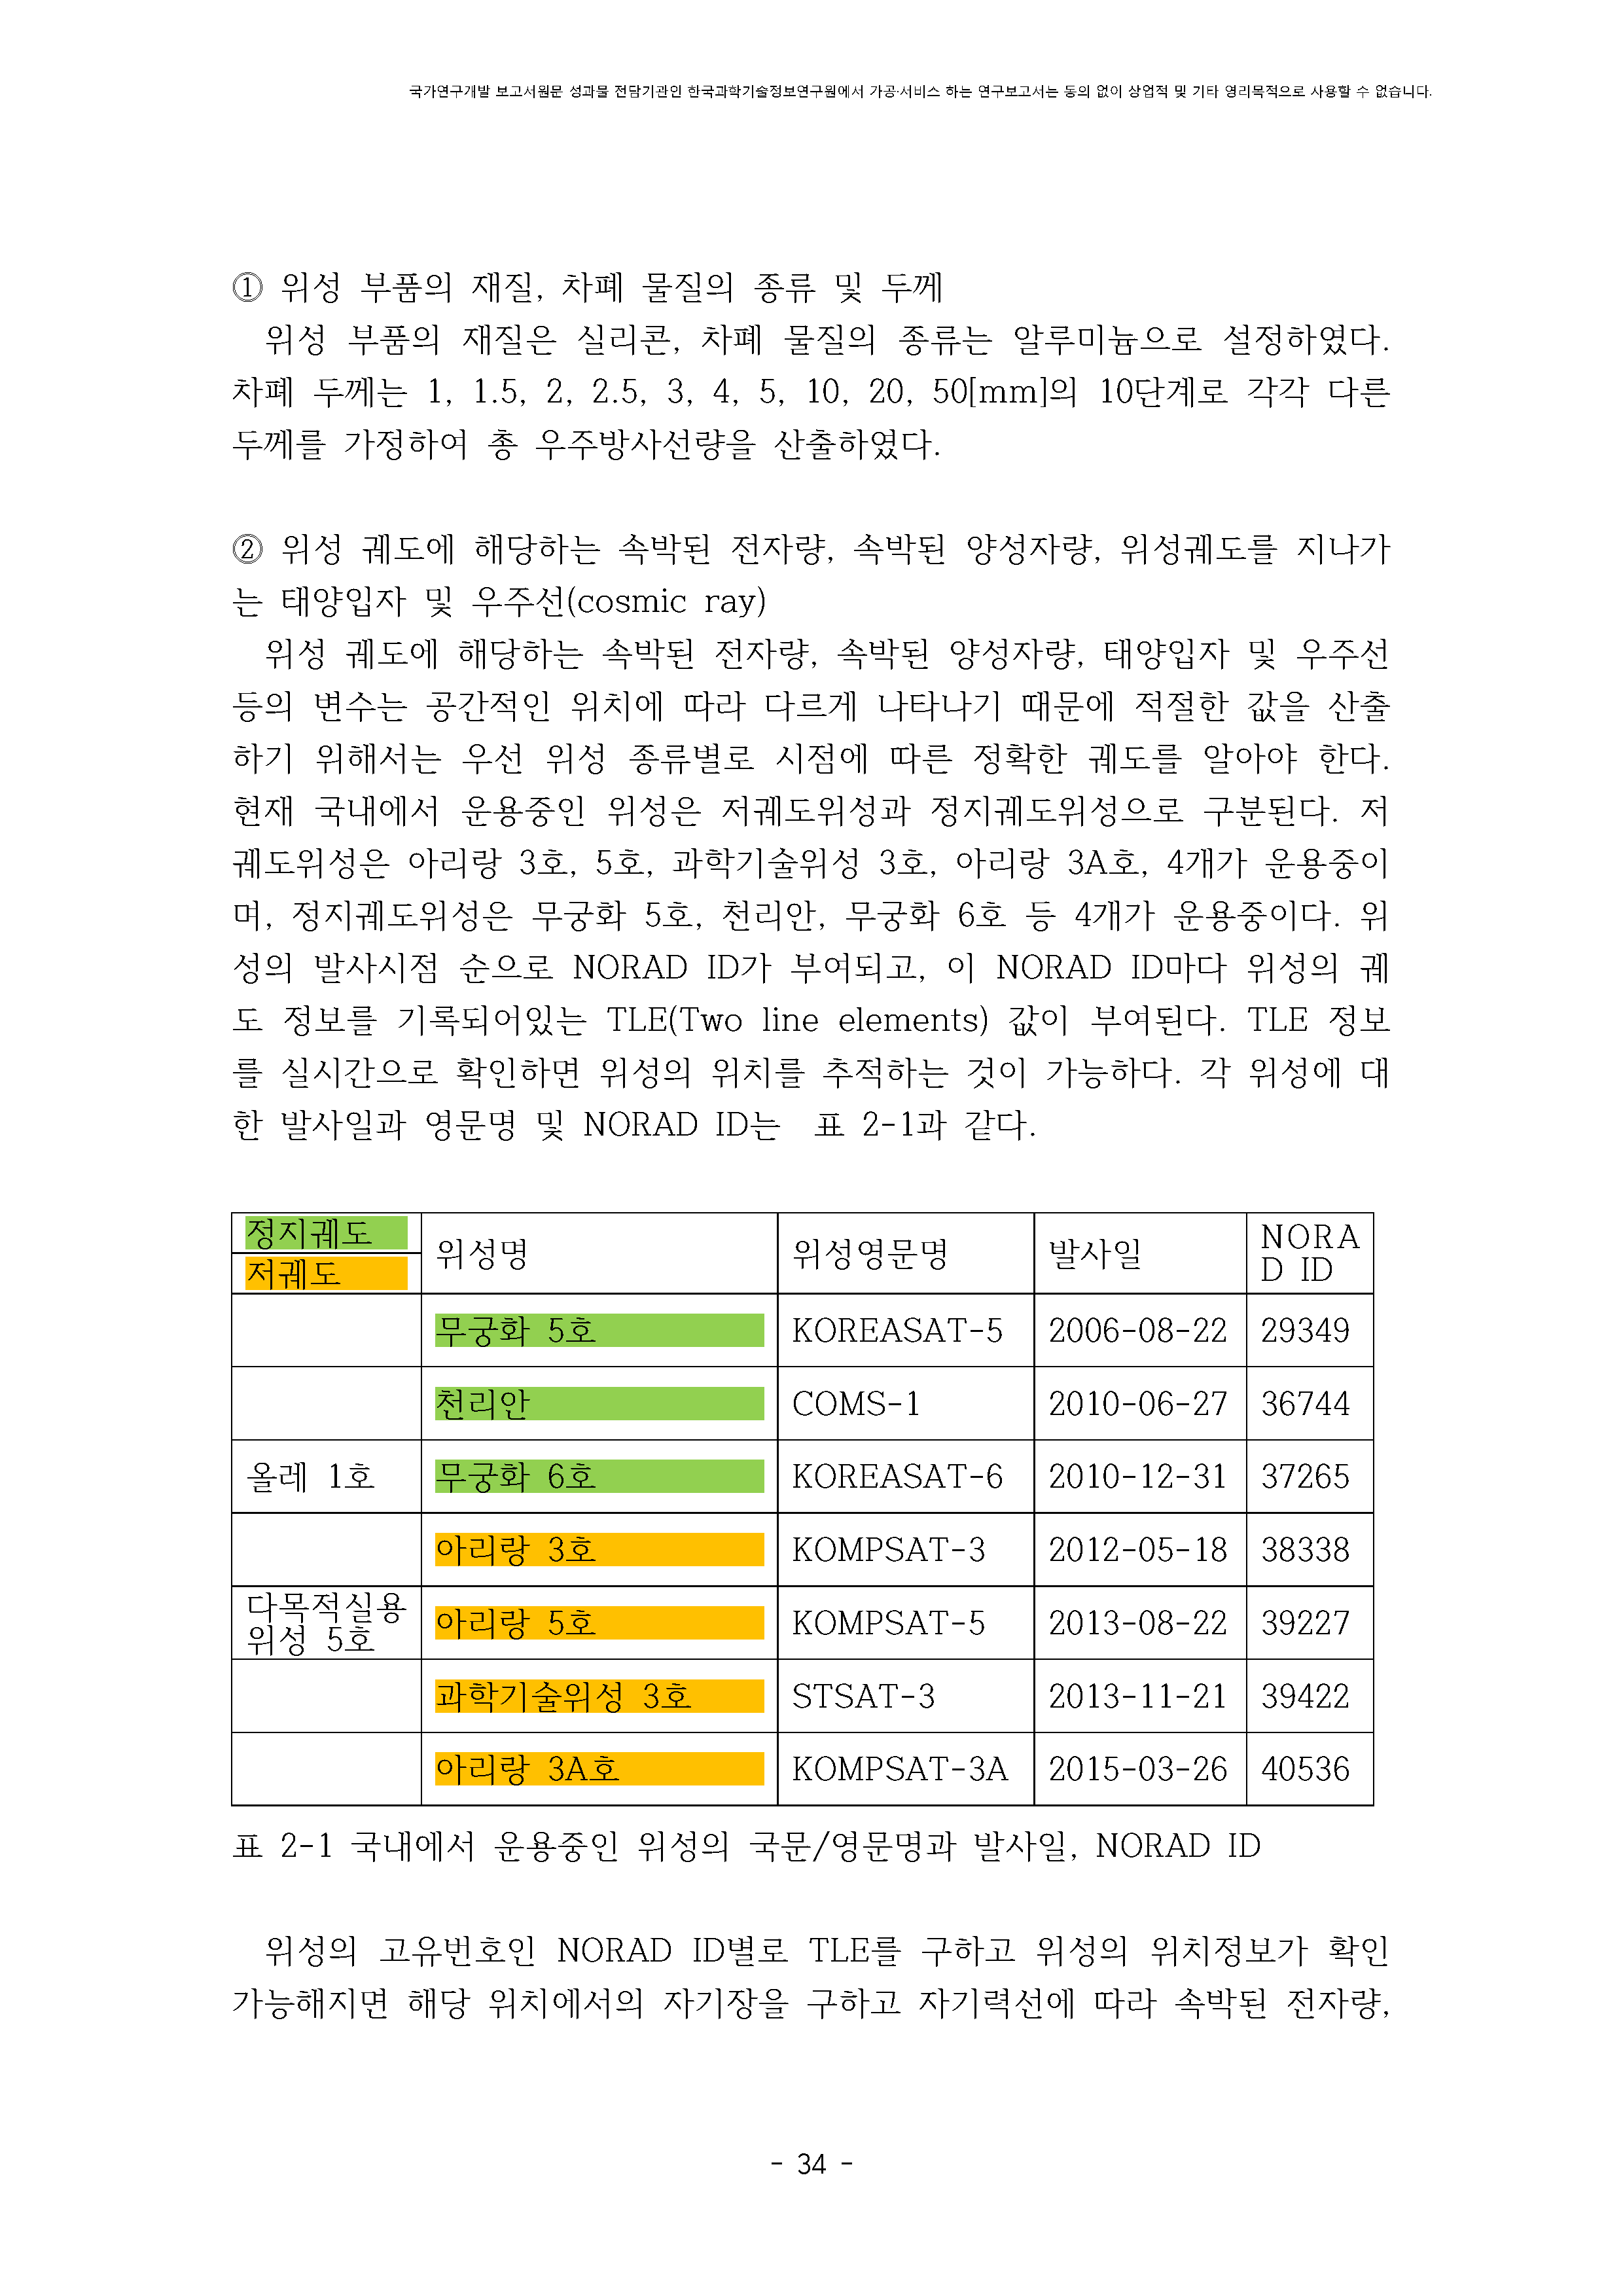 국가연구개발 보고서원문 성과물 전담기관인 한국과학기술정보연구원에서 가공·서비스 하는 연구보고서는 동의 없이 상업적 및 기타 영리목적으로 사용할 수 없습니다.
① 위성 부품의 재질, 차폐 물질의 종류 및 두께
위성 부품의 재질은 실리콘, 차폐 물질의 종류는 알루미늄으로 설정하였다.
차폐 두께는 1, 1.5, 2, 2.5, 3, 4, 5, 10, 20, 50[mm]의 10단계로 각각 다른
두께를 가정하여 총 우주방사선량을 산출하였다.
② 위성 궤도에 해당하는 속박된 전자량, 속박된 양성자량, 위성궤도를 지나가
는 태양입자 및 우주선(cosmic ray)
위성 궤도에 해당하는 속박된 전자량, 속박된 양성자량, 태양입자 및 우주선
등의 변수는 공간적인 위치에 따라 다르게 나타나기 때문에 적절한 값을 산출
하기 위해서는 우선 위성 종류별로 시점에 따른 정확한 궤도를 알아야 한다.
현재 국내에서 운용중인 위성은 저궤도위성과 정지궤도위성으로 구분된다. 저
궤도위성은 아리랑 3호, 5호, 과학기술위성 3호, 아리랑 3A호, 4개가 운용중이
며, 정지궤도위성은 무궁화 5호, 천리안, 무궁화 6호 등 4개가 운용중이다. 위
성의 발사시점 순으로 NORAD ID가 부여되고, 이 NORAD ID마다 위성의 궤
도 정보를 기록되어있는 TLE(Two line elements) 값이 부여된다. TLE 정보
를 실시간으로 확인하면 위성의 위치를 추적하는 것이 가능하다. 각 위성에 대
한 발사일과 영문명 및 NORAD ID는 표 2-1과 같다.
정지궤도
저궤도
위성명 위성영문명 발사일 NORA
D ID
무궁화 5호 KOREASAT-5 2006-08-22 29349
천리안 COMS-1 2010-06-27 36744
올레 1호 무궁화 6호 KOREASAT-6 2010-12-31 37265
아리랑 3호 KOMPSAT-3 2012-05-18 38338
다목적실용
위성 5호 아리랑 5호 KOMPSAT-5 2013-08-22 39227
과학기술위성 3호 STSAT-3 2013-11-21 39422
아리랑 3A호 KOMPSAT-3A 2015-03-26 40536
표 2-1 국내에서 운용중인 위성의 국문/영문명과 발사일, NORAD ID
위성의 고유번호인 NORAD ID별로 TLE를 구하고 위성의 위치정보가 확인
가능해지면 해당 위치에서의 자기장을 구하고 자기력선에 따라 속박된 전자량,
- 34 -